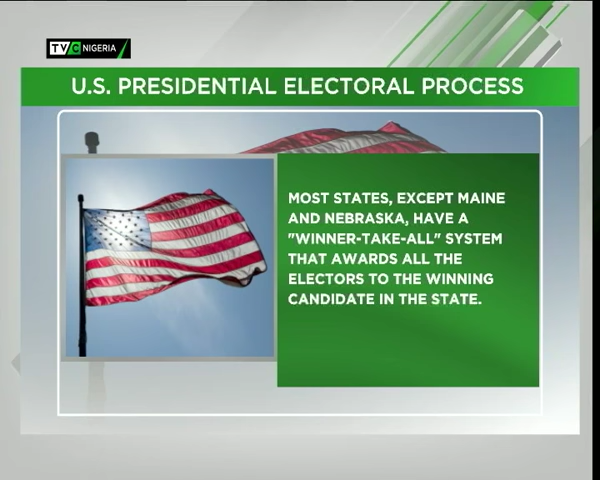 TVC NIGERIA
U.S. PRESIDENTIAL ELECTORAL PROCESS
MOST STATES, EXCEPT MAINE
AND NEBRASKA, HAVE A
"WINNER-TAKE-ALL" SYSTEM
THAT AWARDS ALL THE
ELECTORS TO THE WINNING
CANDIDATE IN THE STATE.